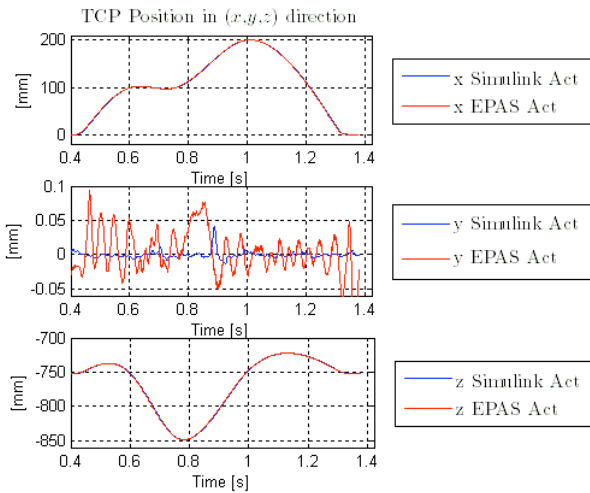 TCP Position in (x,y,z) direction
200
100
0
[mm]
0.4 0.6 0.8 1 1.2 1.4
Time [s]
x Simulink Act
x EPAS Act
0.1
0.05
0
-0.05
[mm]
0.4 0.6 0.8 1 1.2 1.4
Time [s]
y Simulink Act
y EPAS Act
-700
-750
-800
-850
[mm]
0.4 0.6 0.8 1 1.2 1.4
Time [s]
z Simulink Act
z EPAS Act